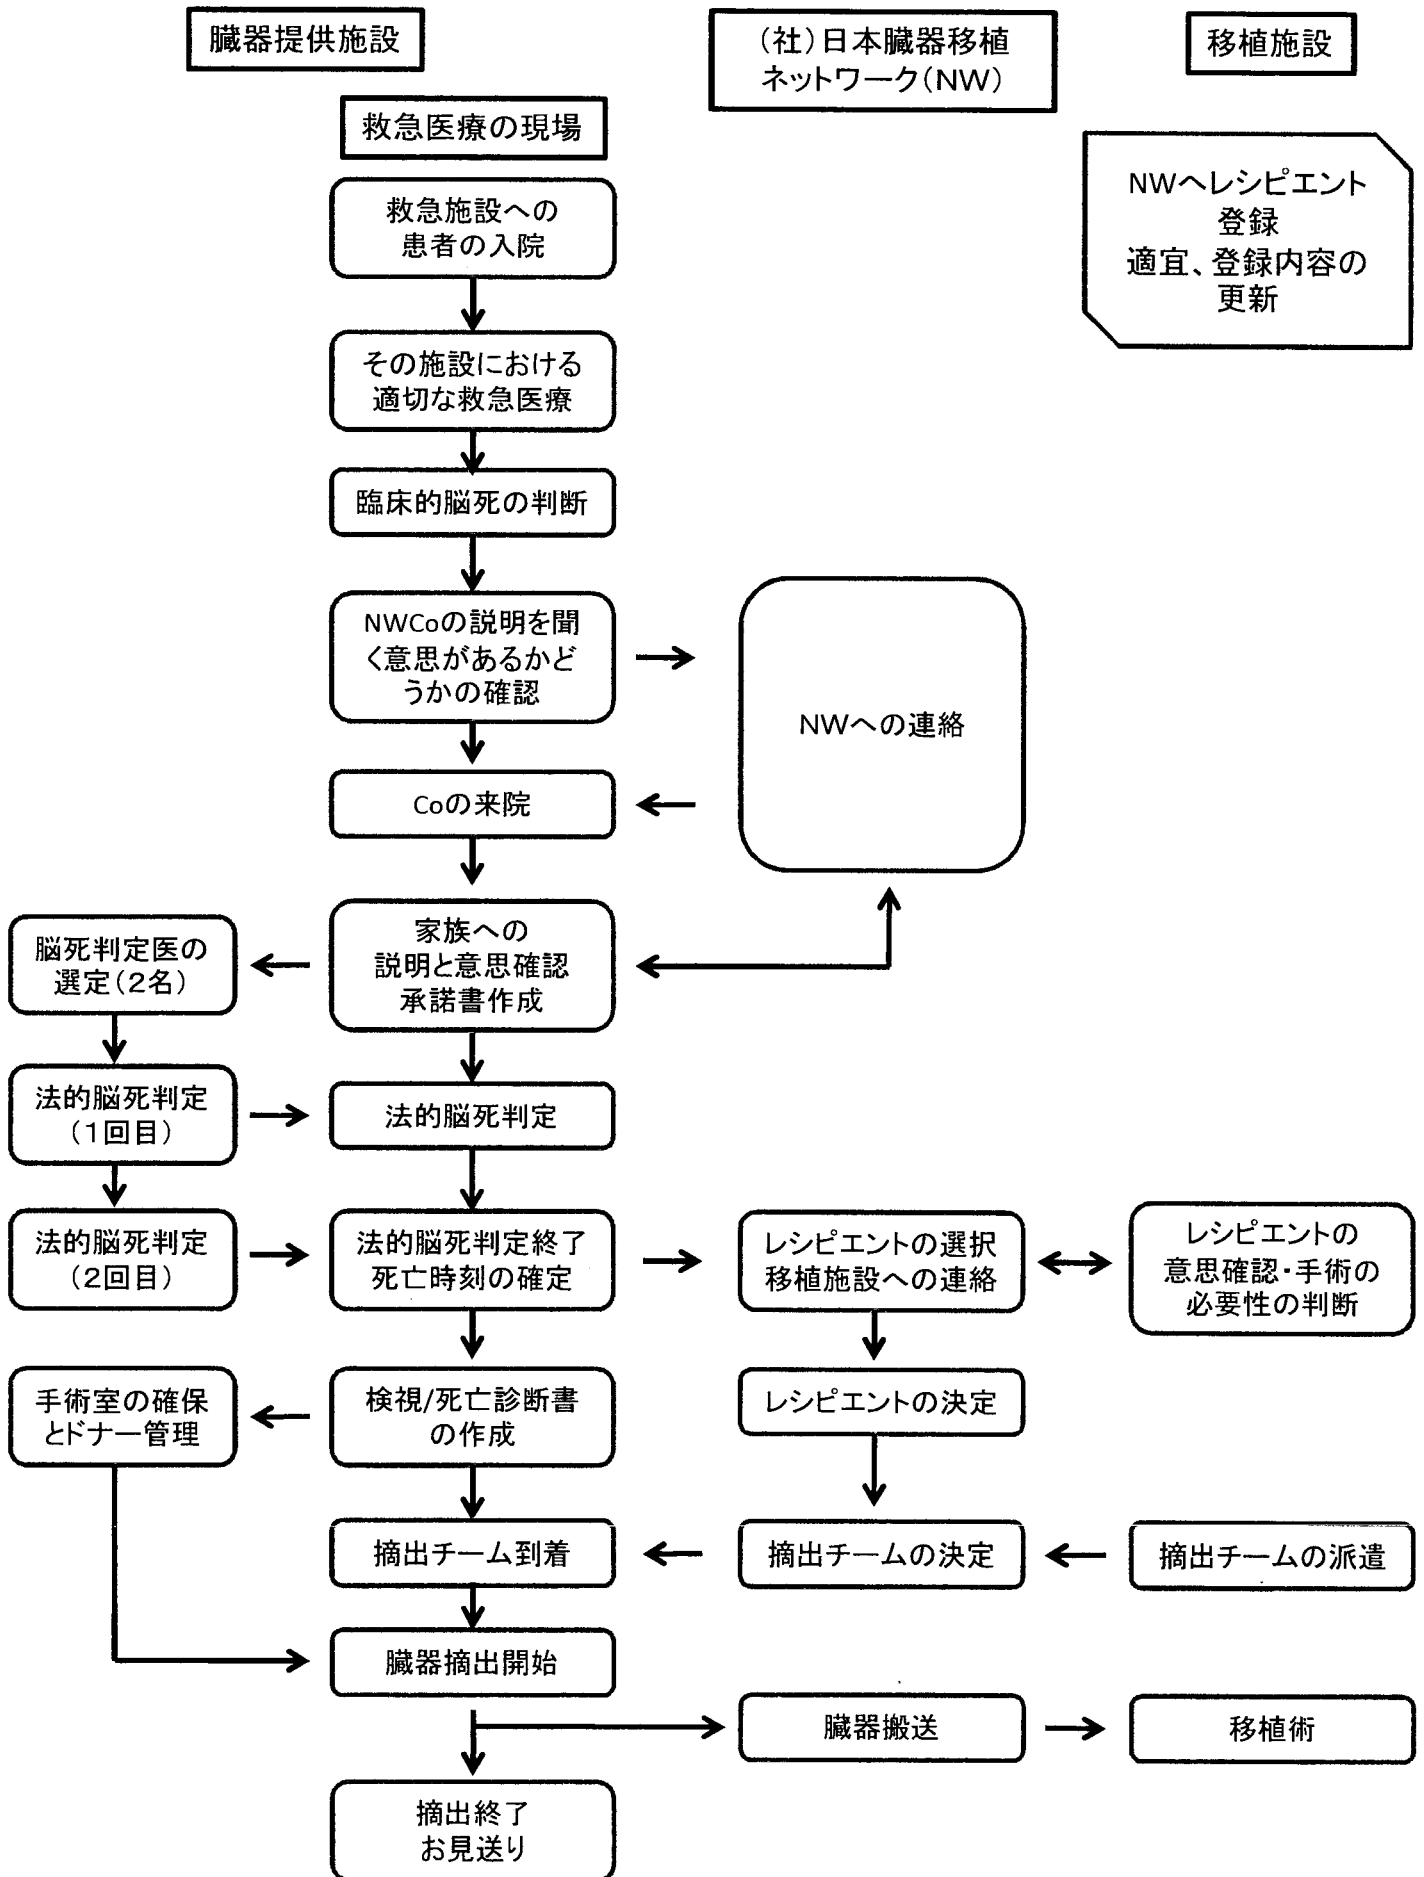 臓器提供施設
(社)日本臓器移植
ネットワーク(NW)
移植施設
救急医療の現場
NWへレシピエント
登録
適宜、登録内容の
更新
救急施設への
患者の入院
その施設における
適切な救急医療
臨床的脳死の判断
NWCoの説明を聞
く意思があるかど
うかの確認
NWへの連絡
Coの来院
脳死判定医の
選定(2名)
家族への
説明と意思確認
承諾書作成
法的脳死判定
(1回目)
法的脳死判定
法的脳死判定
(2回目)
法的脳死判定終了
死亡時刻の確定
レシピエントの選択
移植施設への連絡
レシピエントの
意思確認・手術の
必要性の判断
手術室の確保
とドナー管理
検視/死亡診断書
の作成
レシピエントの決定
摘出チーム到着
摘出チームの決定
摘出チームの派遣
臓器摘出開始
臓器搬送
移植術
摘出終了
お見送り